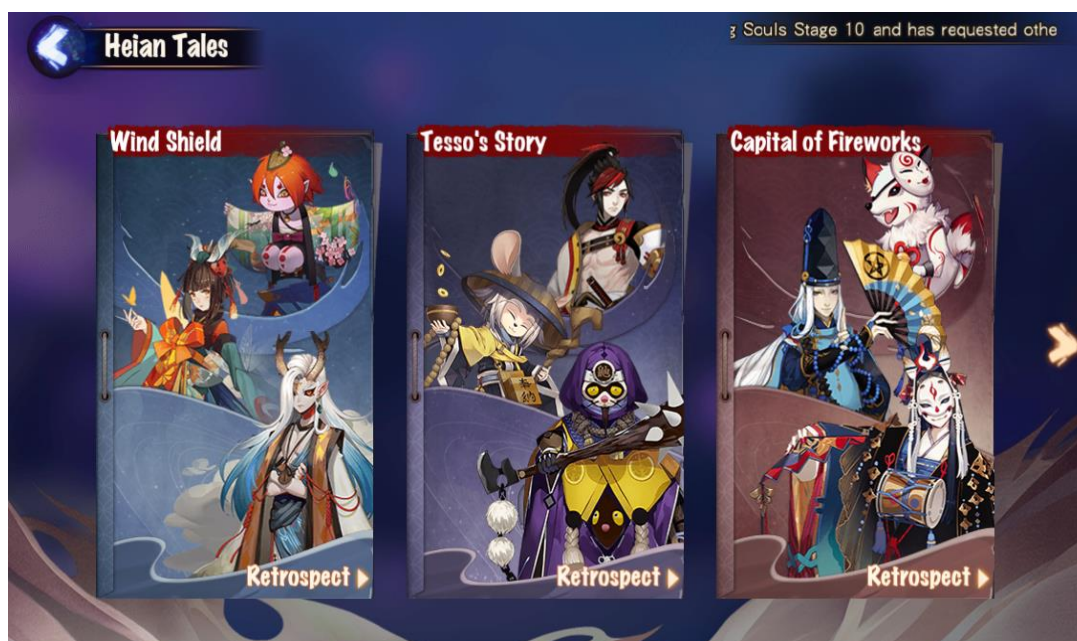 Heian Tales
Souls Stage 10 and has requested othe
Wind Shield
Tesso's Story
Capital of Fireworks
Retrospect
Retrospect
Retrospect